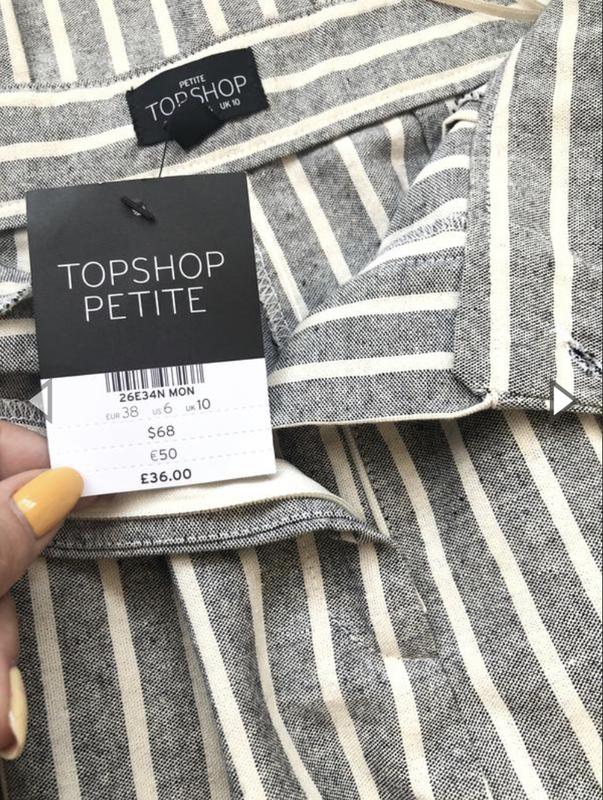 PETITE
TOPSHOP
UK 10
TOPSHOP
PETITE
26E34N MON
EUR 38 US 6 UK 10
$68
€50
£36.00